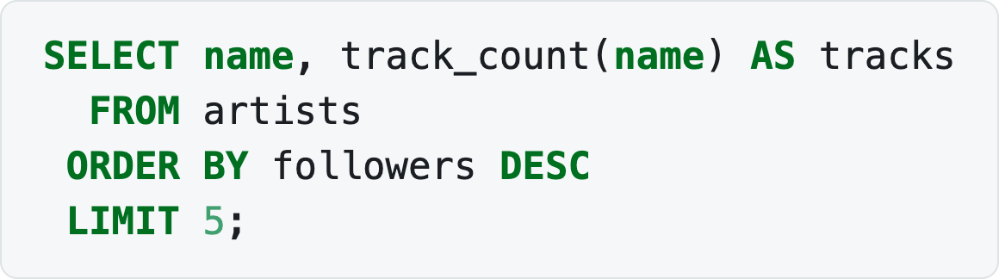 SELECT name, track_count(name) AS tracks
  FROM artists
 ORDER BY followers DESC
 LIMIT 5;